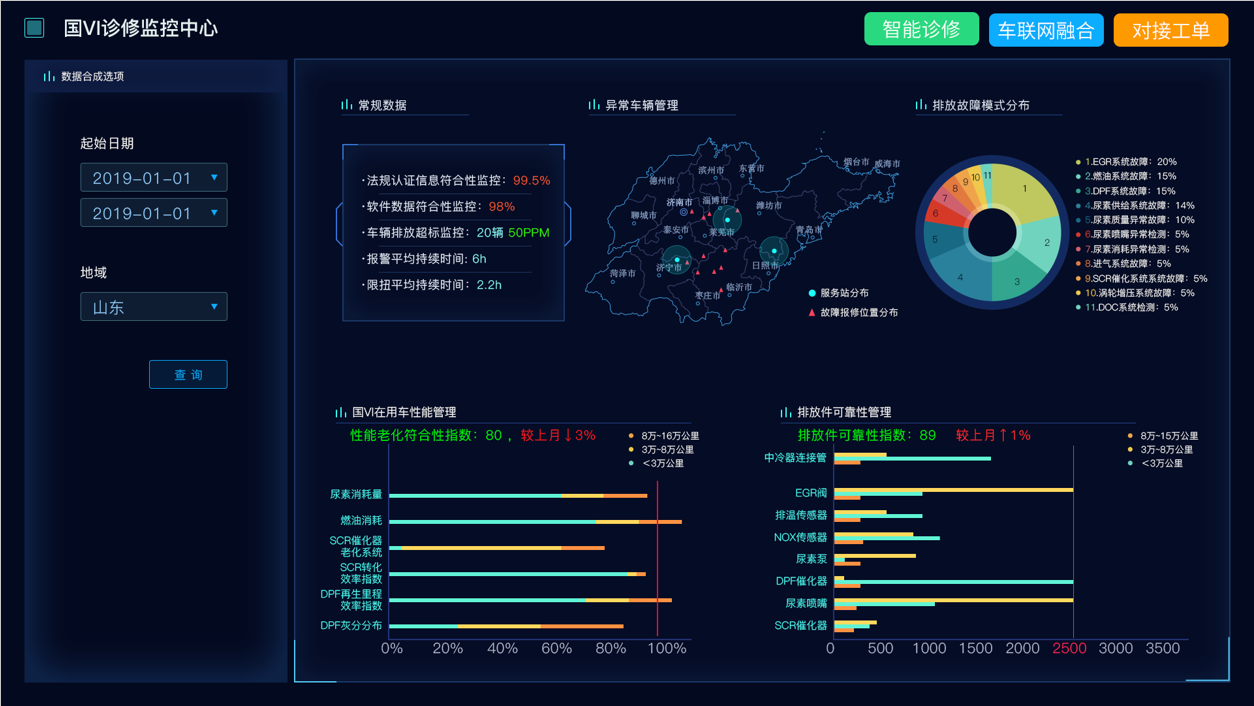 国VI诊修监控中心
智能诊修
车联网融合
对接工单
数据合成选项
起始日期
2019-01-01
2019-01-01
地域
山东
查 询
常规数据
·法规认证信息符合性监控：99.5%
·软件数据符合性监控：98%
·车辆排放超标监控：20辆 50PPM
·报警平均持续时间：6h
·限扭平均持续时间：2.2h
异常车辆管理
烟台市
威海市
东营市
滨州市
德州市
济南市
淄博市
潍坊市
聊城市
青岛市
泰安市
莱芜市
日照市
济宁市
菏泽市
临沂市
枣庄市
服务站分布
故障报修位置分布
排放故障模式分布
1
2
3
4
5
6
7
8
9
10
11
1.EGR系统故障：20%
2.燃油系统故障：15%
3.DPF系统故障：15%
4.尿素供给系统故障：14%
5.尿素质量异常故障：10%
6.尿素喷嘴异常检测：5%
7.尿素消耗异常检测：5%
8.进气系统故障：5%
9.SCR催化系统系统故障：5%
10.涡轮增压系统故障：5%
11.DOC系统检测：5%
国VI在用车性能管理
性能老化符合性指数：80 ，较上月↓3%
8万~16万公里
3万~8万公里
<3万公里
尿素消耗量
燃油消耗
SCR催化器
老化系统
SCR转化
效率指数
DPF再生里程
效率指数
DPF灰分分布
0% 20% 40% 60% 80% 100%
排放件可靠性管理
排放件可靠性指数：89 较上月↑1%
8万~15万公里
3万~8万公里
<3万公里
中冷器连接管
EGR阀
排温传感器
NOX传感器
尿素泵
DPF催化器
尿素喷嘴
SCR催化器
0 500 1000 1500 2000 2500 3000 3500